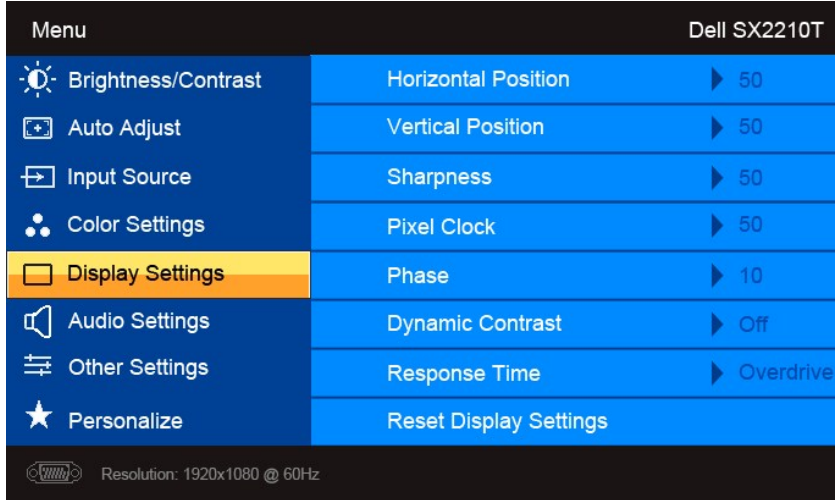 Menu Dell SX2210T
Brightness/Contrast Horizontal Position 50
Auto Adjust Vertical Position 50
Input Source Sharpness 50
Color Settings Pixel Clock 50
Display Settings Phase 10
Audio Settings Dynamic Contrast Off
Other Settings Response Time Overdrive
Personalize Reset Display Settings
Resolution: 1920x1080 @ 60Hz